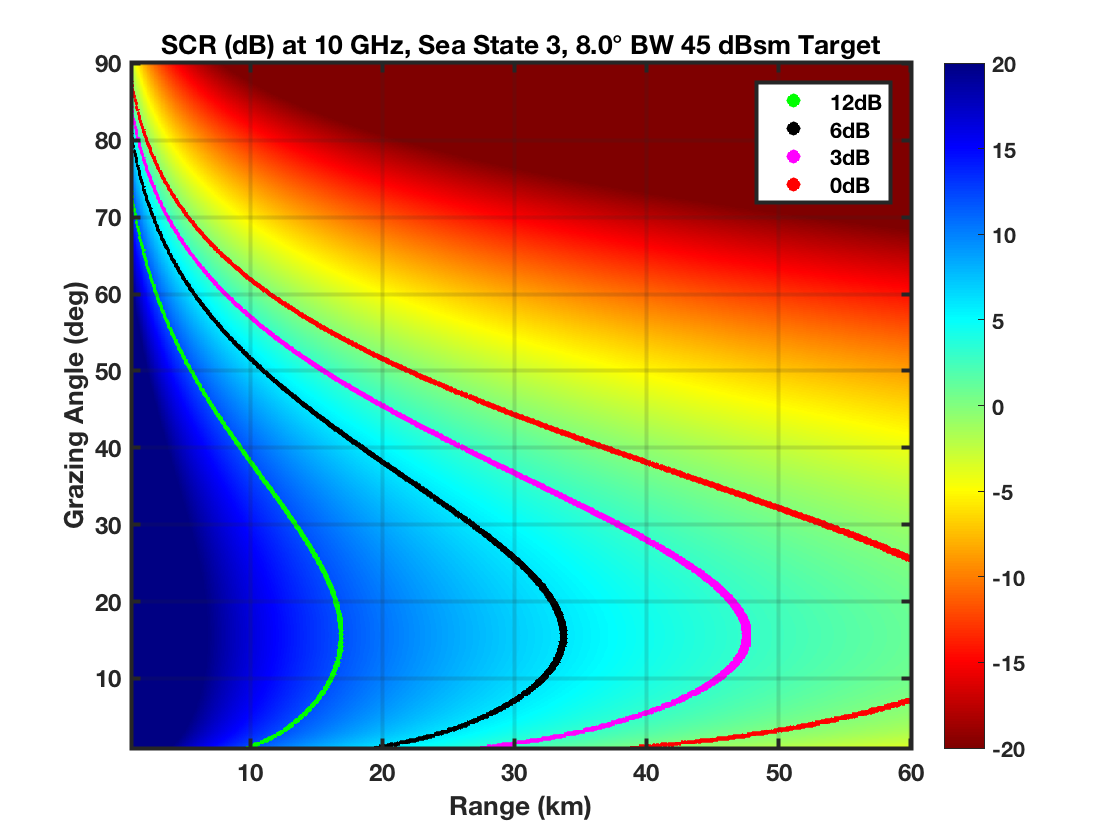 SCR (dB) at 10 GHz, Sea State 3, 8.0° BW 45 dBsm Target
90
80
70
60
50
40
30
20
10
Grazing Angle (deg)
12dB
6dB
3dB
0dB
20
15
10
5
0
-5
-10
-15
-20
10 20 30 40 50 60
Range (km)